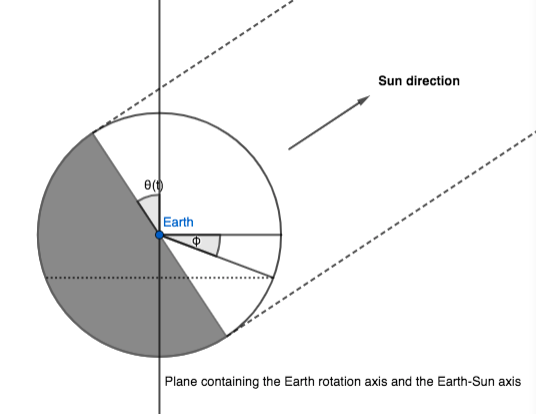 Sun direction
θ(t)
Earth
Φ
Plane containing the Earth rotation axis and the Earth-Sun axis